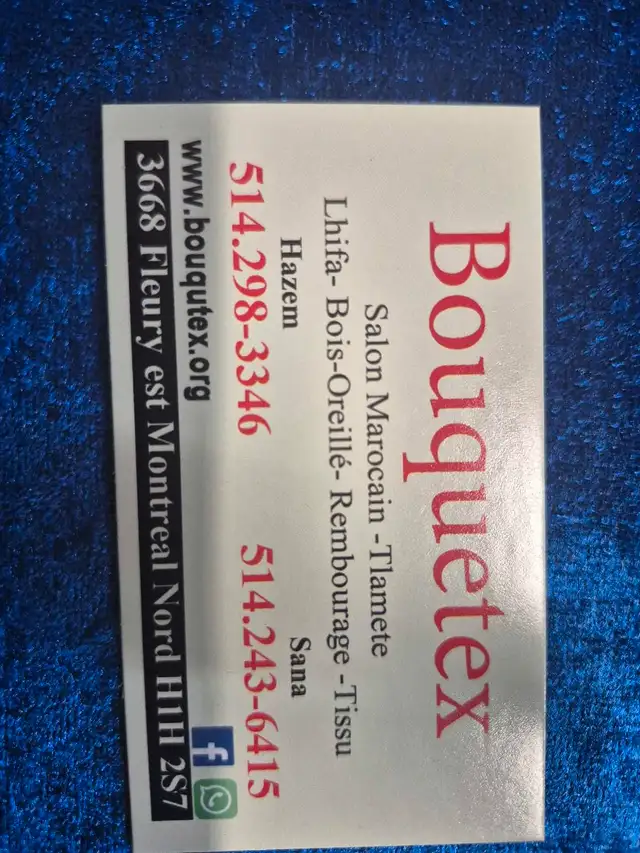 Bouquetex
Salon Marocain -Tlamete
Lhifa- Bois-Oreillé- Rembourage -Tissu
Hazem Sana
514.298-3346 514.243-6415
www.bouqutex.org
3668 Fleury est Montreal Nord H1H 2S7